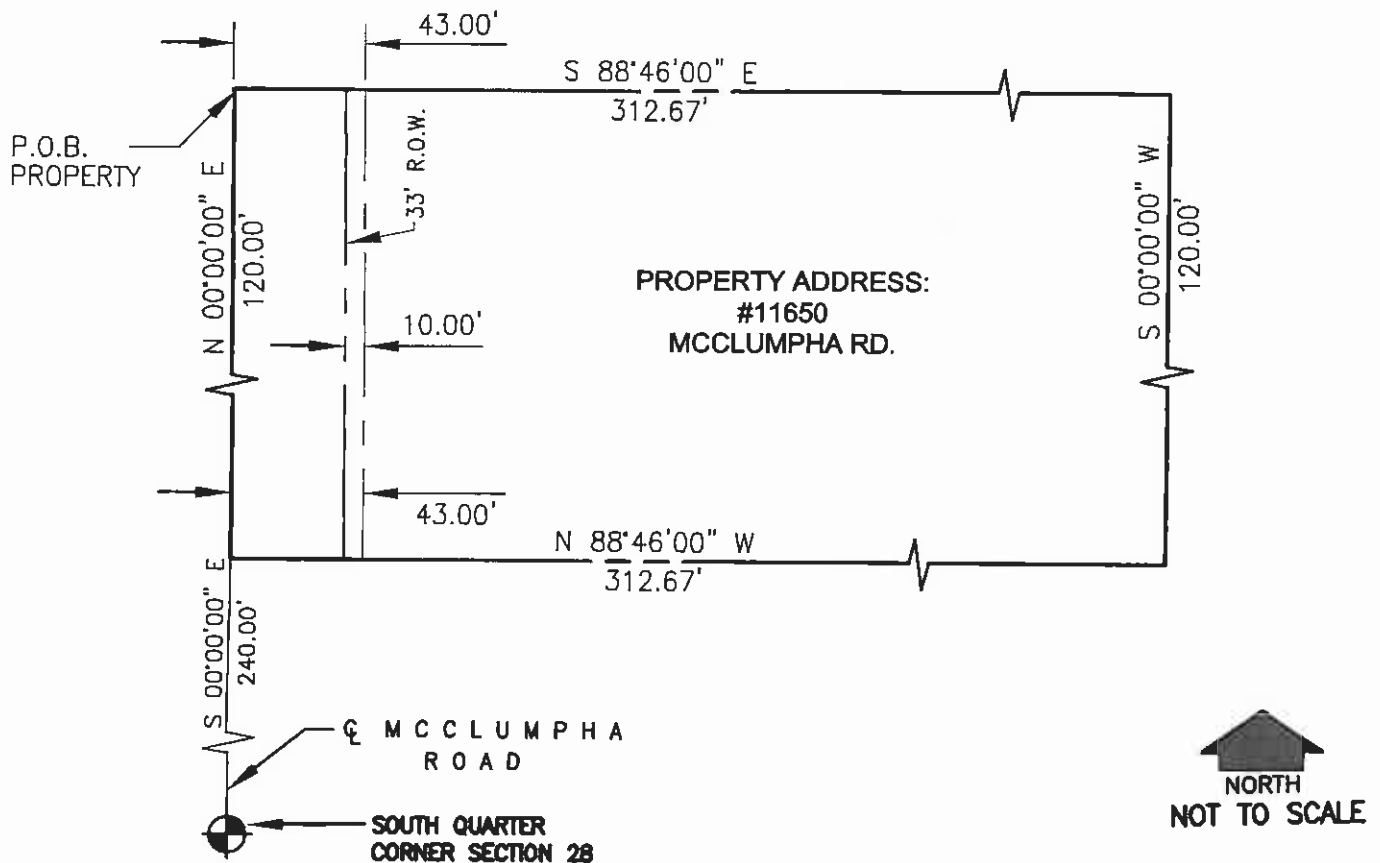 43.00'
S 88°46'00" E
312.67'
P.O.B.
PROPERTY
N 00°00'00" E
120.00'
33' R.O.W.
S 00°00'00" W
120.00'
PROPERTY ADDRESS:
#11650
MCCLUMPHA RD.
10.00'
43.00'
N 88°46'00" W
312.67'
S 00°00'00" E
240.00'
℄ MCCLUMPHA
ROAD
SOUTH QUARTER
CORNER SECTION 28
NORTH
NOT TO SCALE